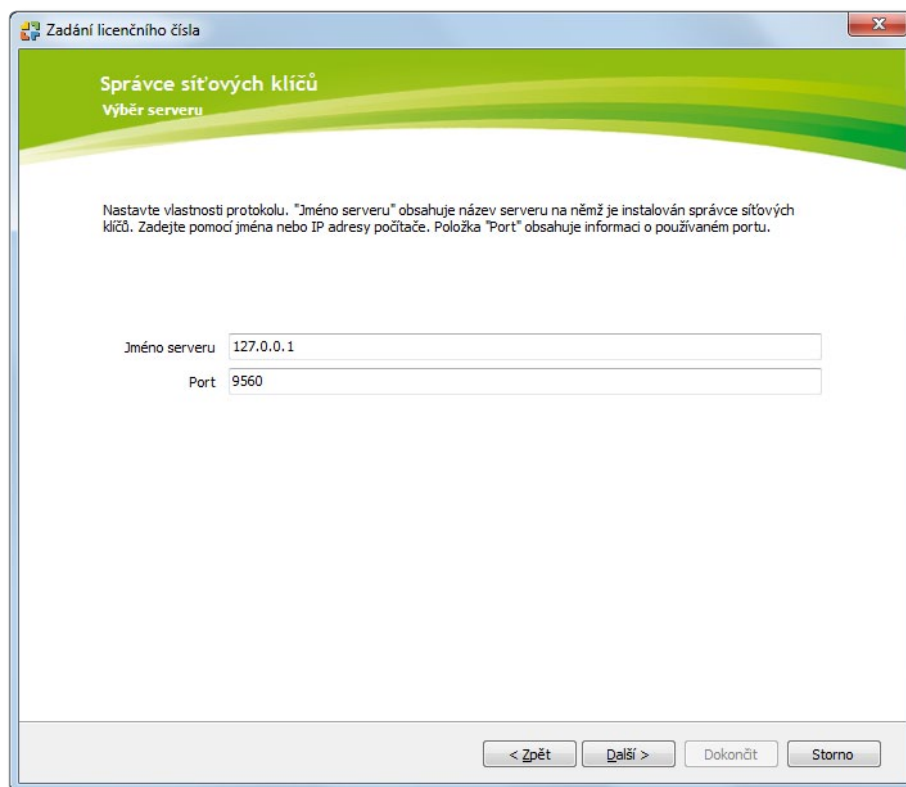 Zadání licenčního čísla
Správce síťových klíčů
Výběr serveru
Nastavte vlastnosti protokolu. "Jméno serveru" obsahuje název serveru na němž je instalován správce síťových
klíčů. Zadejte pomocí jména nebo IP adresy počítače. Položka "Port" obsahuje informaci o používaném portu.
Jméno serveru 127.0.0.1
Port 9560
< Zpět Další > Dokončit Storno